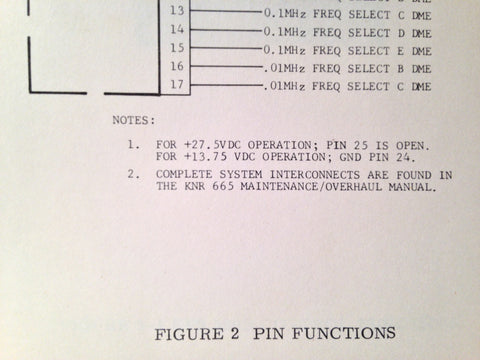 13 0.1MHz FREQ SELECT C DME
14 0.1MHz FREQ SELECT D DME
15 0.1MHz FREQ SELECT E DME
16 .01MHz FREQ SELECT B DME
17 .01MHz FREQ SELECT C DME
NOTES:
1. FOR +27.5VDC OPERATION; PIN 25 IS OPEN.
FOR +13.75 VDC OPERATION; GND PIN 24.
2. COMPLETE SYSTEM INTERCONNECTS ARE FOUND IN
THE KNR 665 MAINTENANCE/OVERHAUL MANUAL.
FIGURE 2 PIN FUNCTIONS